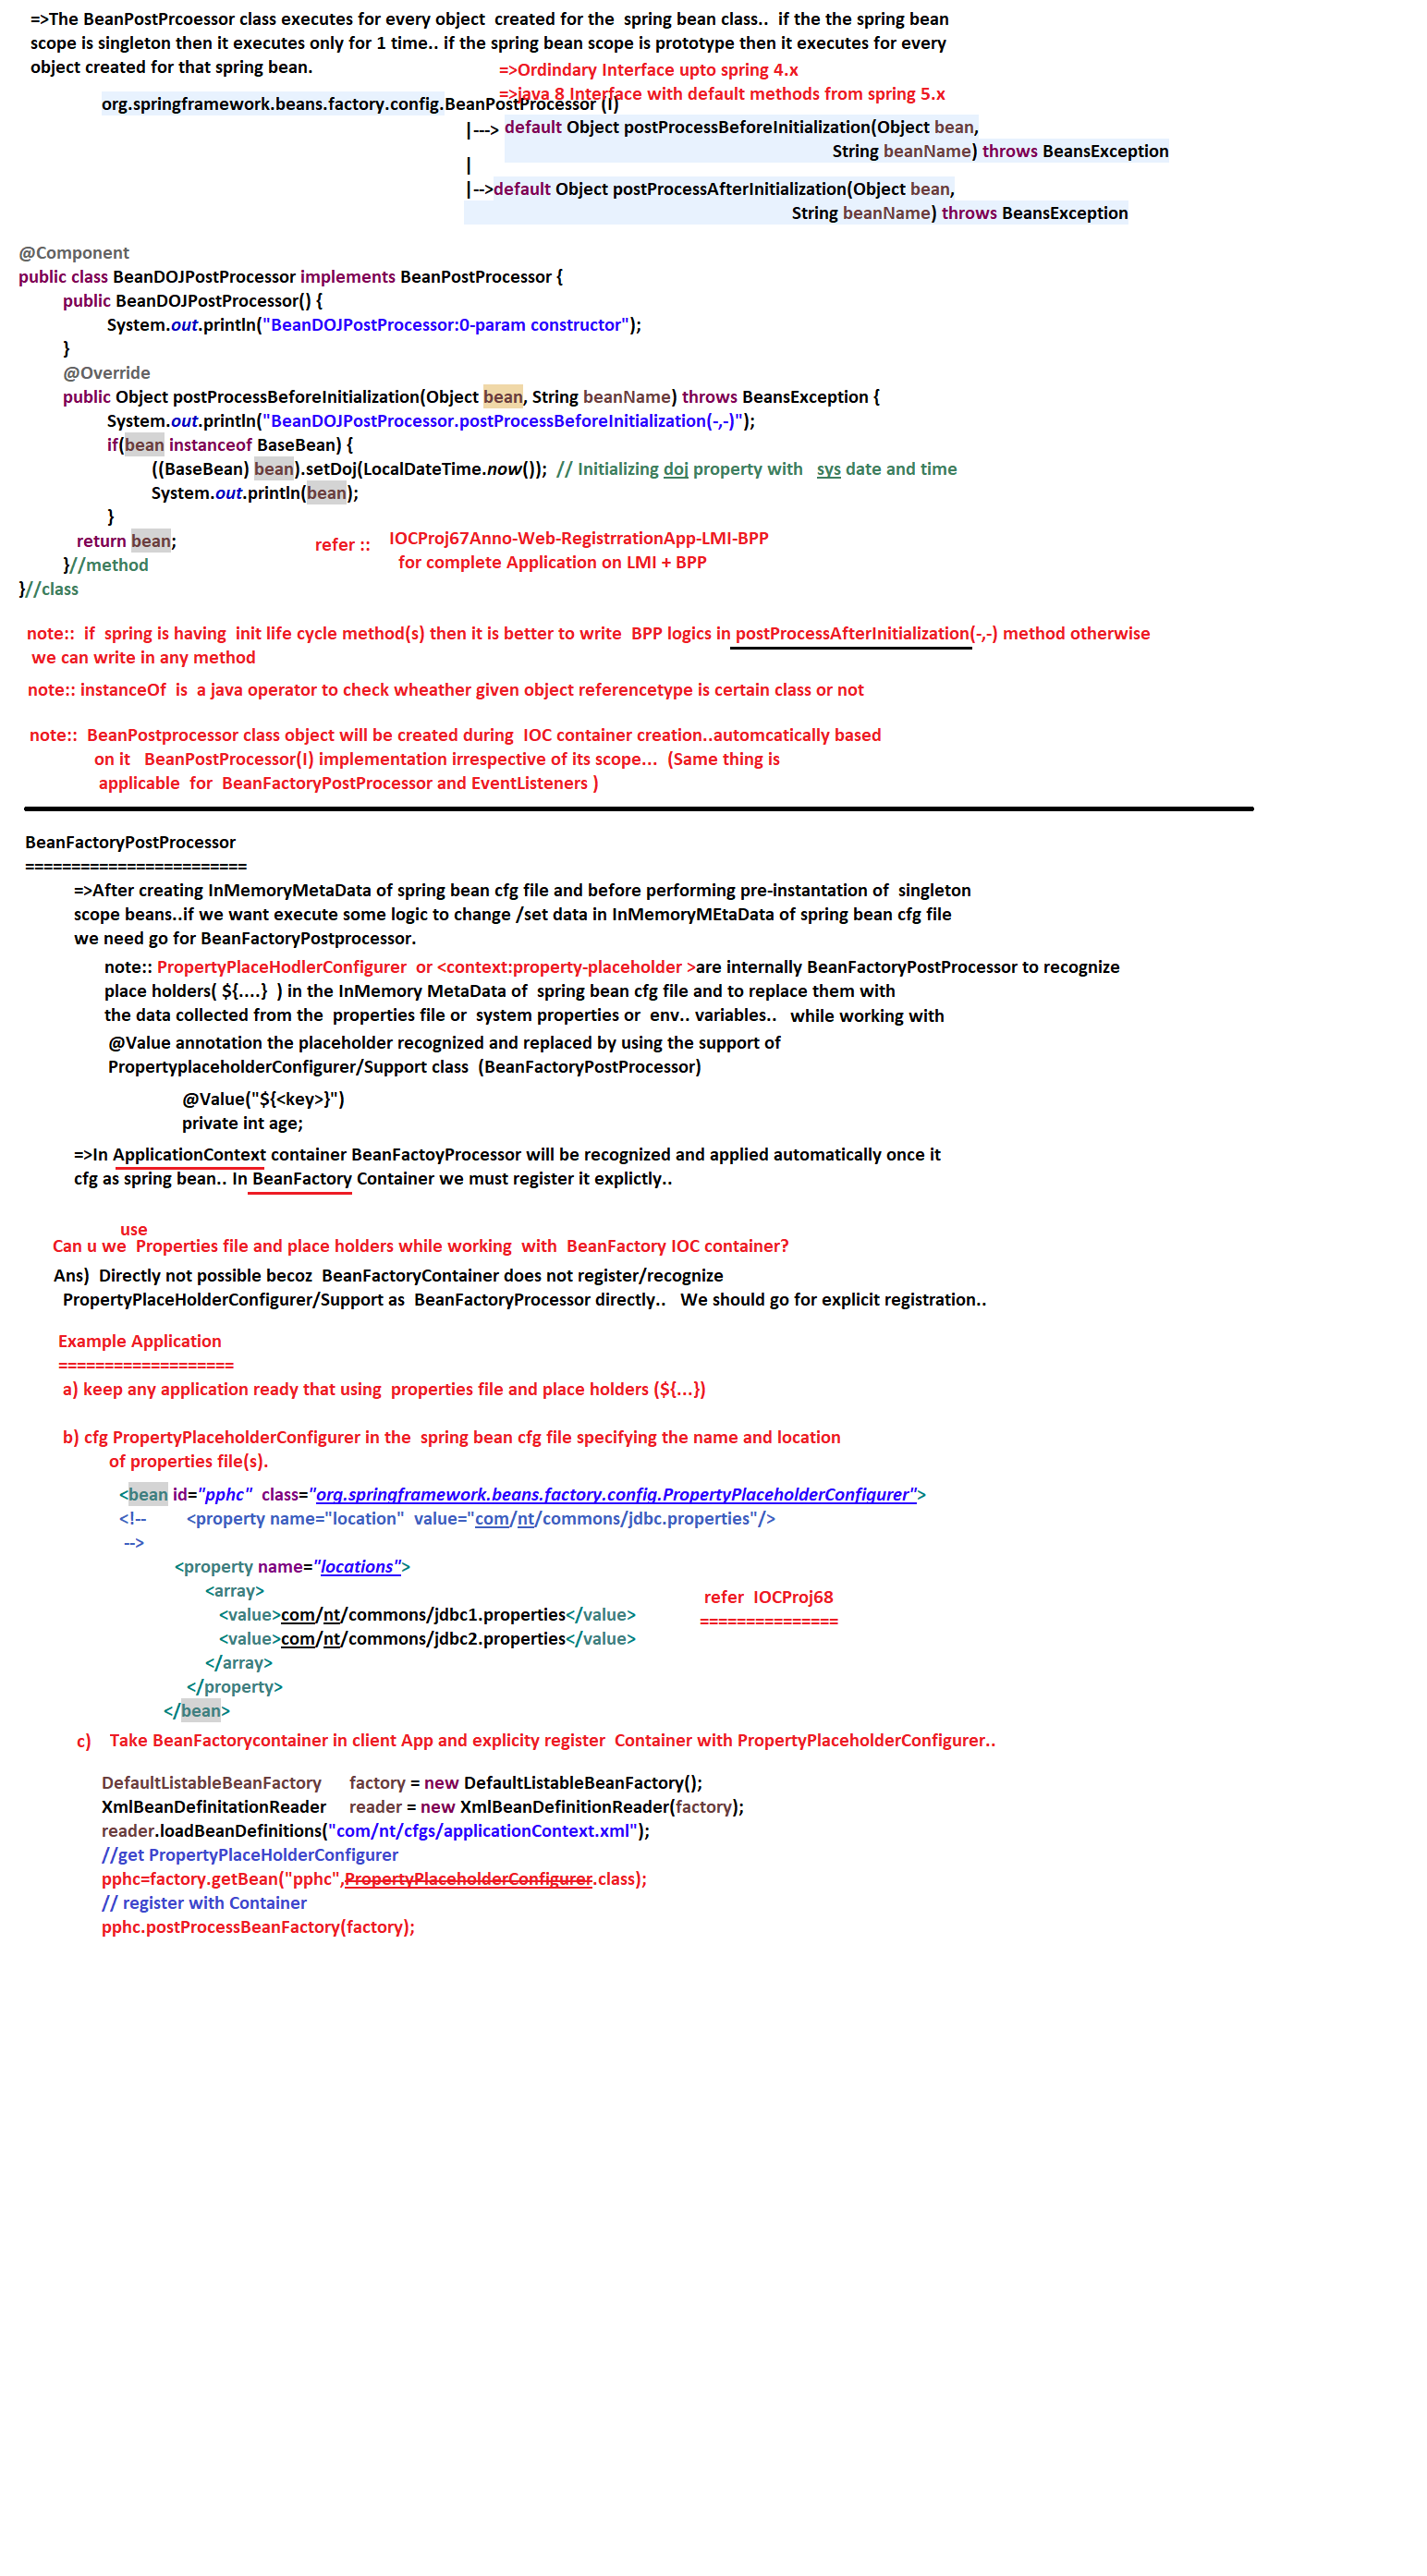 =>The BeanPostPrcoessor class executes for every object  created for the  spring bean class..  if the the spring bean
scope is singleton then it executes only for 1 time.. if the spring bean scope is prototype then it executes for every
object created for that spring bean.
=>Ordindary Interface upto spring 4.x
=>java 8 Interface with default methods from spring 5.x
org.springframework.beans.factory.config.BeanPostProcessor (I)
|---> default Object postProcessBeforeInitialization(Object bean,
String beanName) throws BeansException
|
|-->default Object postProcessAfterInitialization(Object bean,
String beanName) throws BeansException
@Component
public class BeanDOJPostProcessor implements BeanPostProcessor {
public BeanDOJPostProcessor() {
System.out.println("BeanDOJPostProcessor:0-param constructor");
}
@Override
public Object postProcessBeforeInitialization(Object bean, String beanName) throws BeansException {
System.out.println("BeanDOJPostProcessor.postProcessBeforeInitialization(-,-)");
if(bean instanceof BaseBean) {
((BaseBean) bean).setDoj(LocalDateTime.now());  // Initializing doj property with   sys date and time
System.out.println(bean);
}
return bean;
refer ::    IOCProj67Anno-Web-RegistrrationApp-LMI-BPP
}//method
for complete Application on LMI + BPP
}//class
note::  if  spring is having  init life cycle method(s) then it is better to write  BPP logics in postProcessAfterInitialization(-,-) method otherwise
we can write in any method
note:: instanceOf  is  a java operator to check wheather given object referencetype is certain class or not
note::  BeanPostprocessor class object will be created during  IOC container creation..automcatically based
on it   BeanPostProcessor(I) implementation irrespective of its scope...  (Same thing is
applicable  for  BeanFactoryPostProcessor and EventListeners )
BeanFactoryPostProcessor
========================
=>After creating InMemoryMetaData of spring bean cfg file and before performing pre-instantation of  singleton
scope beans..if we want execute some logic to change /set data in InMemoryMEtaData of spring bean cfg file
we need go for BeanFactoryPostprocessor.
note:: PropertyPlaceHodlerConfigurer  or <context:property-placeholder >are internally BeanFactoryPostProcessor to recognize
place holders( ${....}  ) in the InMemory MetaData of  spring bean cfg file and to replace them with
the data collected from the  properties file or  system properties or  env.. variables..   while working with
@Value annotation the placeholder recognized and replaced by using the support of
PropertyplaceholderConfigurer/Support class  (BeanFactoryPostProcessor)
@Value("${<key>}")
private int age;
=>In ApplicationContext container BeanFactoyProcessor will be recognized and applied automatically once it
cfg as spring bean.. In BeanFactory Container we must register it explictly..
use
Can u we  Properties file and place holders while working  with  BeanFactory IOC container?
Ans)  Directly not possible becoz  BeanFactoryContainer does not register/recognize
PropertyPlaceHolderConfigurer/Support as  BeanFactoryProcessor directly..   We should go for explicit registration..
Example Application
===================
a) keep any application ready that using  properties file and place holders (${...})
b) cfg PropertyPlaceholderConfigurer in the  spring bean cfg file specifying the name and location
of properties file(s).
<bean id="pphc"  class="org.springframework.beans.factory.config.PropertyPlaceholderConfigurer">
<!--        <property name="location"  value="com/nt/commons/jdbc.properties"/>
-->
<property name="locations">
<array>
refer  IOCProj68
<value>com/nt/commons/jdbc1.properties</value>
===============
<value>com/nt/commons/jdbc2.properties</value>
</array>
</property>
</bean>
c)    Take BeanFactorycontainer in client App and explicity register  Container with PropertyPlaceholderConfigurer..
DefaultListableBeanFactory      factory = new DefaultListableBeanFactory();
XmlBeanDefinitationReader     reader = new XmlBeanDefinitionReader(factory);
reader.loadBeanDefinitions("com/nt/cfgs/applicationContext.xml");
//get PropertyPlaceHolderConfigurer
pphc=factory.getBean("pphc",PropertyPlaceholderConfigurer.class);
// register with Container
pphc.postProcessBeanFactory(factory);